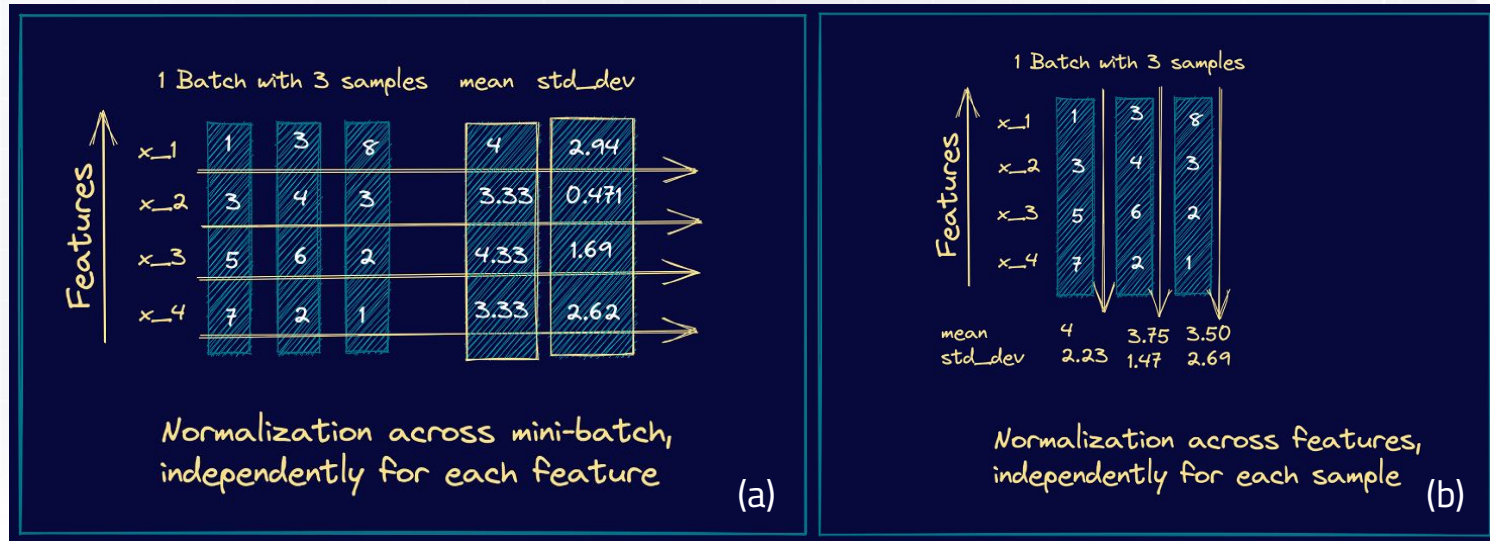 1 Batch with 3 samples mean std_dev
Features
x_1 1 3 8 4 2.94
x_2 3 4 3 3.33 0.471
x_3 5 6 2 4.33 1.69
x_4 7 2 1 3.33 2.62
Normalization across mini-batch,
independently for each feature
(a)
1 Batch with 3 samples
Features
x_1 1 3 8
x_2 3 4 3
x_3 5 6 2
x_4 7 2 1
mean 4 3.75 3.50
std_dev 2.23 1.47 2.69
Normalization across features,
independently for each sample
(b)